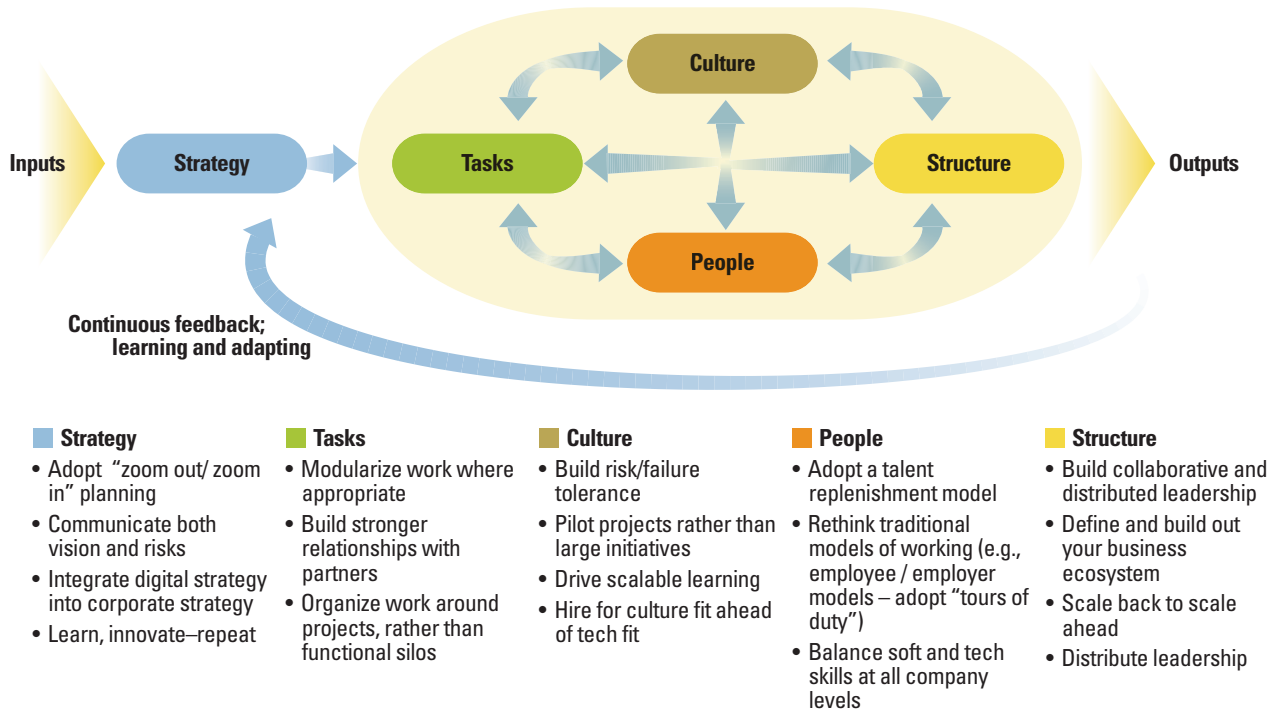 Culture
Inputs
Strategy
Tasks
Structure
Outputs
People
Continuous feedback;
learning and adapting
Strategy
• Adopt “zoom out/ zoom
in” planning
• Communicate both
vision and risks
• Integrate digital strategy
into corporate strategy
• Learn, innovate–repeat
Tasks
• Modularize work where
appropriate
• Build stronger
relationships with
partners
• Organize work around
projects, rather than
functional silos
Culture
• Build risk/failure
tolerance
• Pilot projects rather than
large initiatives
• Drive scalable learning
• Hire for culture fit ahead
of tech fit
People
• Adopt a talent
replenishment model
• Rethink traditional
models of working (e.g.,
employee / employer
models – adopt “tours of
duty”)
• Balance soft and tech
skills at all company
levels
Structure
• Build collaborative and
distributed leadership
• Define and build out
your business
ecosystem
• Scale back to scale
ahead
• Distribute leadership